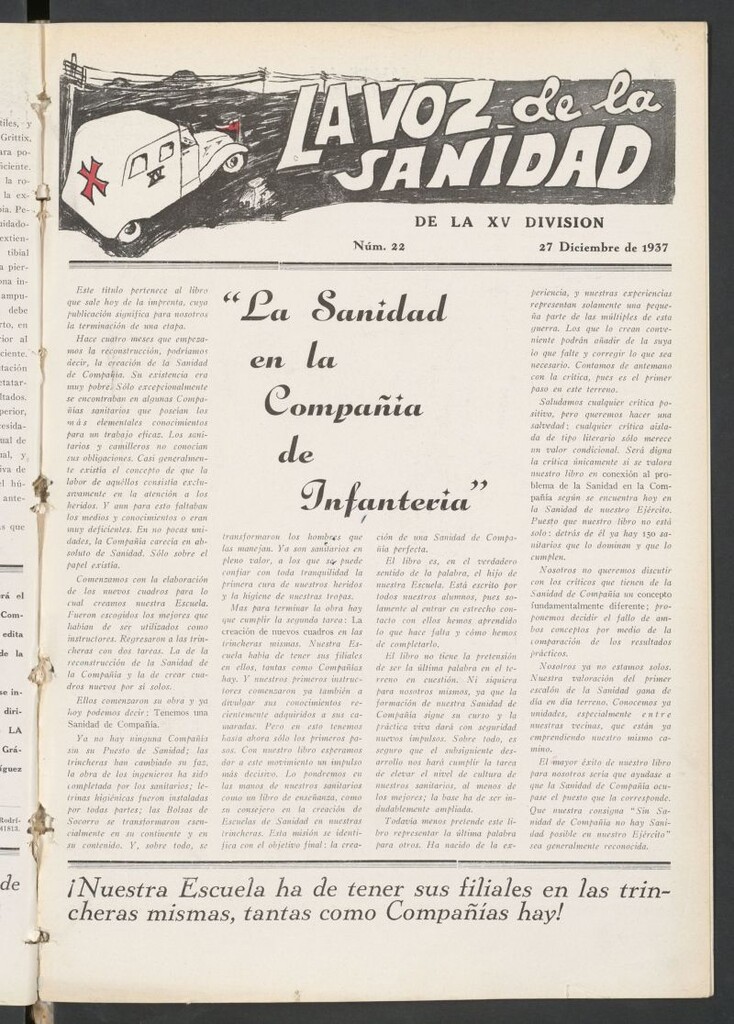 LA VOZ de la
SANIDAD
DE LA XV DIVISION
Núm. 22
27 Diciembre de 1937
Este título pertenece al libro
que sale hoy de la imprenta, cuya
publicación significa para nosotros
la terminación de una etapa.
Hace cuatro meses que empeza-
mos la reconstrucción, podríamos
decir, la creación de la Sanidad
de Compañía. Su existencia era
muy pobre. Sólo excepcionalmente
se encontraban en algunas Compa-
ñías sanitarios que poseían los
más elementales conocimientos
para un trabajo eficaz. Los sani-
tarios y camilleros no conocían
sus obligaciones. Casi generalmen-
te existía el concepto de que la
labor de aquéllos consistía exclu-
sivamente en la atención a los
heridos. Y aun para esto faltaban
los medios y conocimientos o eran
muy deficientes. En no pocas uni-
dades, la Compañía carecía en ab-
soluto de Sanidad. Sólo sobre el
papel existía.
Comenzamos con la elaboración
de los nuevos cuadros para lo
cual creamos nuestra Escuela.
Fueron escogidos los mejores que
habían de ser utilizados como
instructores. Regresaron a las trin-
cheras con dos tareas. La de la
reconstrucción de la Sanidad de
la Compañía y la de crear cua-
dros nuevos por sí solos.
Ellos comenzaron su obra y ya
hoy podemos decir: Tenemos una
Sanidad de Compañía.
Ya no hay ninguna Compañía
sin su Puesto de Sanidad; las
trincheras han cambiado su faz,
la obra de los ingenieros ha sido
completada por los sanitarios; le-
trinas higiénicas fueron instaladas
por todas partes; las Bolsas de
Socorro se transformaron esen-
cialmente en su continente y en
su contenido. Y, sobre todo, se
“La Sanidad
en la
Compañia
de
Infanteria”
transformaron los hombres que
las manejan. Ya son sanitarios en
pleno valor, a los que se puede
confiar con toda tranquilidad la
primera cura de nuestros heridos
y la higiene de nuestras tropas.
Mas para terminar la obra hay
que cumplir la segunda tarea: La
creación de nuevos cuadros en las
trincheras mismas. Nuestra Es-
cuela había de tener sus filiales
en ellos, tantas como Compañías
hay. Y nuestros primeros instruc-
tores comenzaron ya también a
divulgar sus conocimientos re-
cientemente adquiridos a sus ca-
maradas. Pero en esto tenemos
hasta ahora sólo los primeros pa-
sos. Con nuestro libro esperamos
dar a este movimiento un impulso
más decisivo. Lo pondremos en
las manos de nuestros sanitarios
como un libro de enseñanza, como
su consejero en la creación de
Escuelas de Sanidad en nuestras
trincheras. Esta misión se identi-
fica con el objetivo final: la crea-
ción de una Sanidad de Compa-
ñía perfecta.
El libro es, en el verdadero
sentido de la palabra, el hijo de
nuestra Escuela. Está escrito por
todos nuestros alumnos, pues so-
lamente al entrar en estrecho con-
tacto con ellos hemos aprendido
lo que hace falta y cómo hemos
de completarlo.
El libro no tiene la pretensión
de ser la última palabra en el te-
rreno en cuestión. Ni siquiera
para nosotros mismos, ya que la
formación de nuestra Sanidad de
Compañía sigue su curso y la
práctica viva dará con seguridad
nuevos impulsos. Sobre todo, es
seguro que el subsiguiente des-
arrollo nos hará cumplir la tarea
de elevar el nivel de cultura de
nuestros sanitarios, al menos de
los mejores; la base ha de ser in-
dudablemente ampliada.
Todavía menos pretende este li-
bro representar la última palabra
para otros. Ha nacido de la ex-
periencia, y nuestras experiencias
representan solamente una peque-
ña parte de las múltiples de esta
guerra. Los que lo crean conve-
niente podrán añadir de la suya
lo que falte y corregir lo que sea
necesario. Contamos de antemano
con la crítica, pues es el primer
paso en este terreno.
Saludamos cualquier crítica po-
sitiva, pero queremos hacer una
salvedad: cualquier crítica aisla-
da de tipo literario sólo merece
un valor condicional. Será digna
la crítica únicamente si se valora
nuestro libro en conexión al pro-
blema de la Sanidad en la Com-
pañía según se encuentra hoy en
la Sanidad de nuestro Ejército.
Puesto que nuestro libro no está
solo: detrás de él ya hay 150 sa-
nitarios que lo dominan y que lo
cumplen.
Nosotros no queremos discutir
con los críticos que tienen de la
Sanidad de Compañía un concepto
fundamentalmente diferente; pro-
ponemos decidir el fallo de am-
bos conceptos por medio de la
comparación de los resultados
prácticos.
Nosotros ya no estamos solos.
Nuestra valoración del primer
escalón de la Sanidad gana de
día en día terreno. Conocemos ya
unidades, especialmente entre
nuestras vecinas, que están ya
emprendiendo nuestro mismo ca-
mino.
El mayor éxito de nuestro libro
para nosotros sería que ayudase a
que la Sanidad de Compañía ocu-
pase el puesto que la corresponde.
Que nuestra consigna “Sin Sa-
nidad de Compañía no hay Sani-
dad posible en nuestro Ejército”
sea generalmente reconocida.
¡Nuestra Escuela ha de tener sus filiales en las trin-
cheras mismas, tantas como Compañías hay!